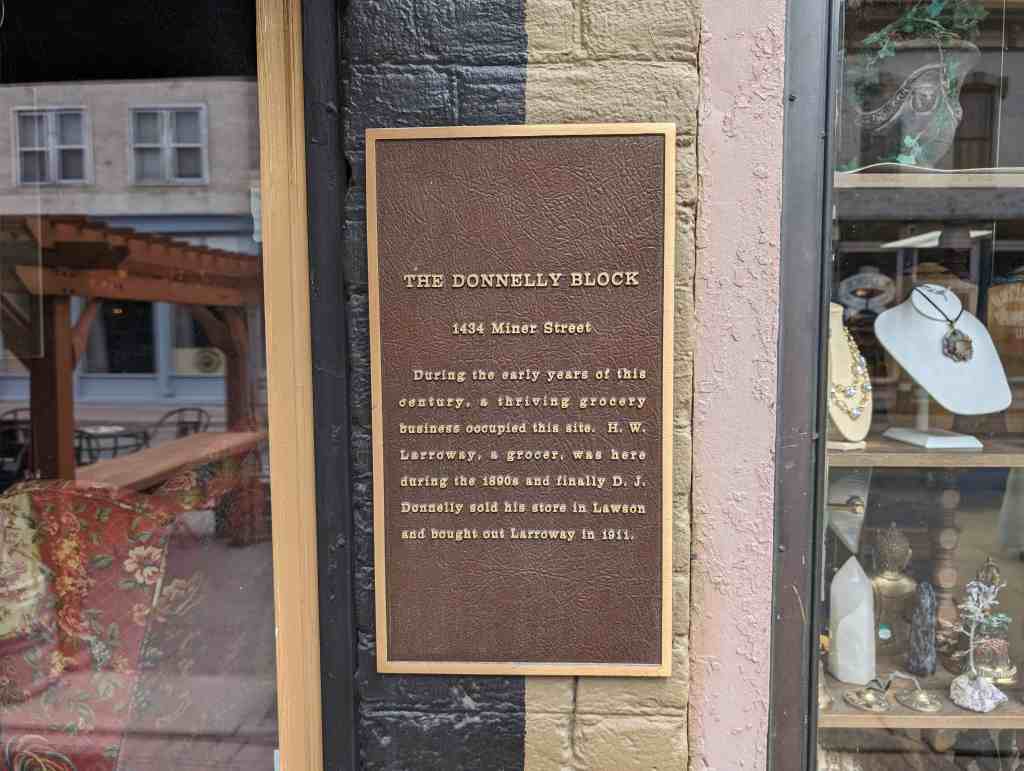 THE DONNELLY BLOCK
1434 Miner Street
During the early years of this
century, a thriving grocery
business occupied this site. H. W.
Larroway, a grocer, was here
during the 1890s and finally D. J.
Donnelly sold his store in Lawson
and bought out Larroway in 1911.